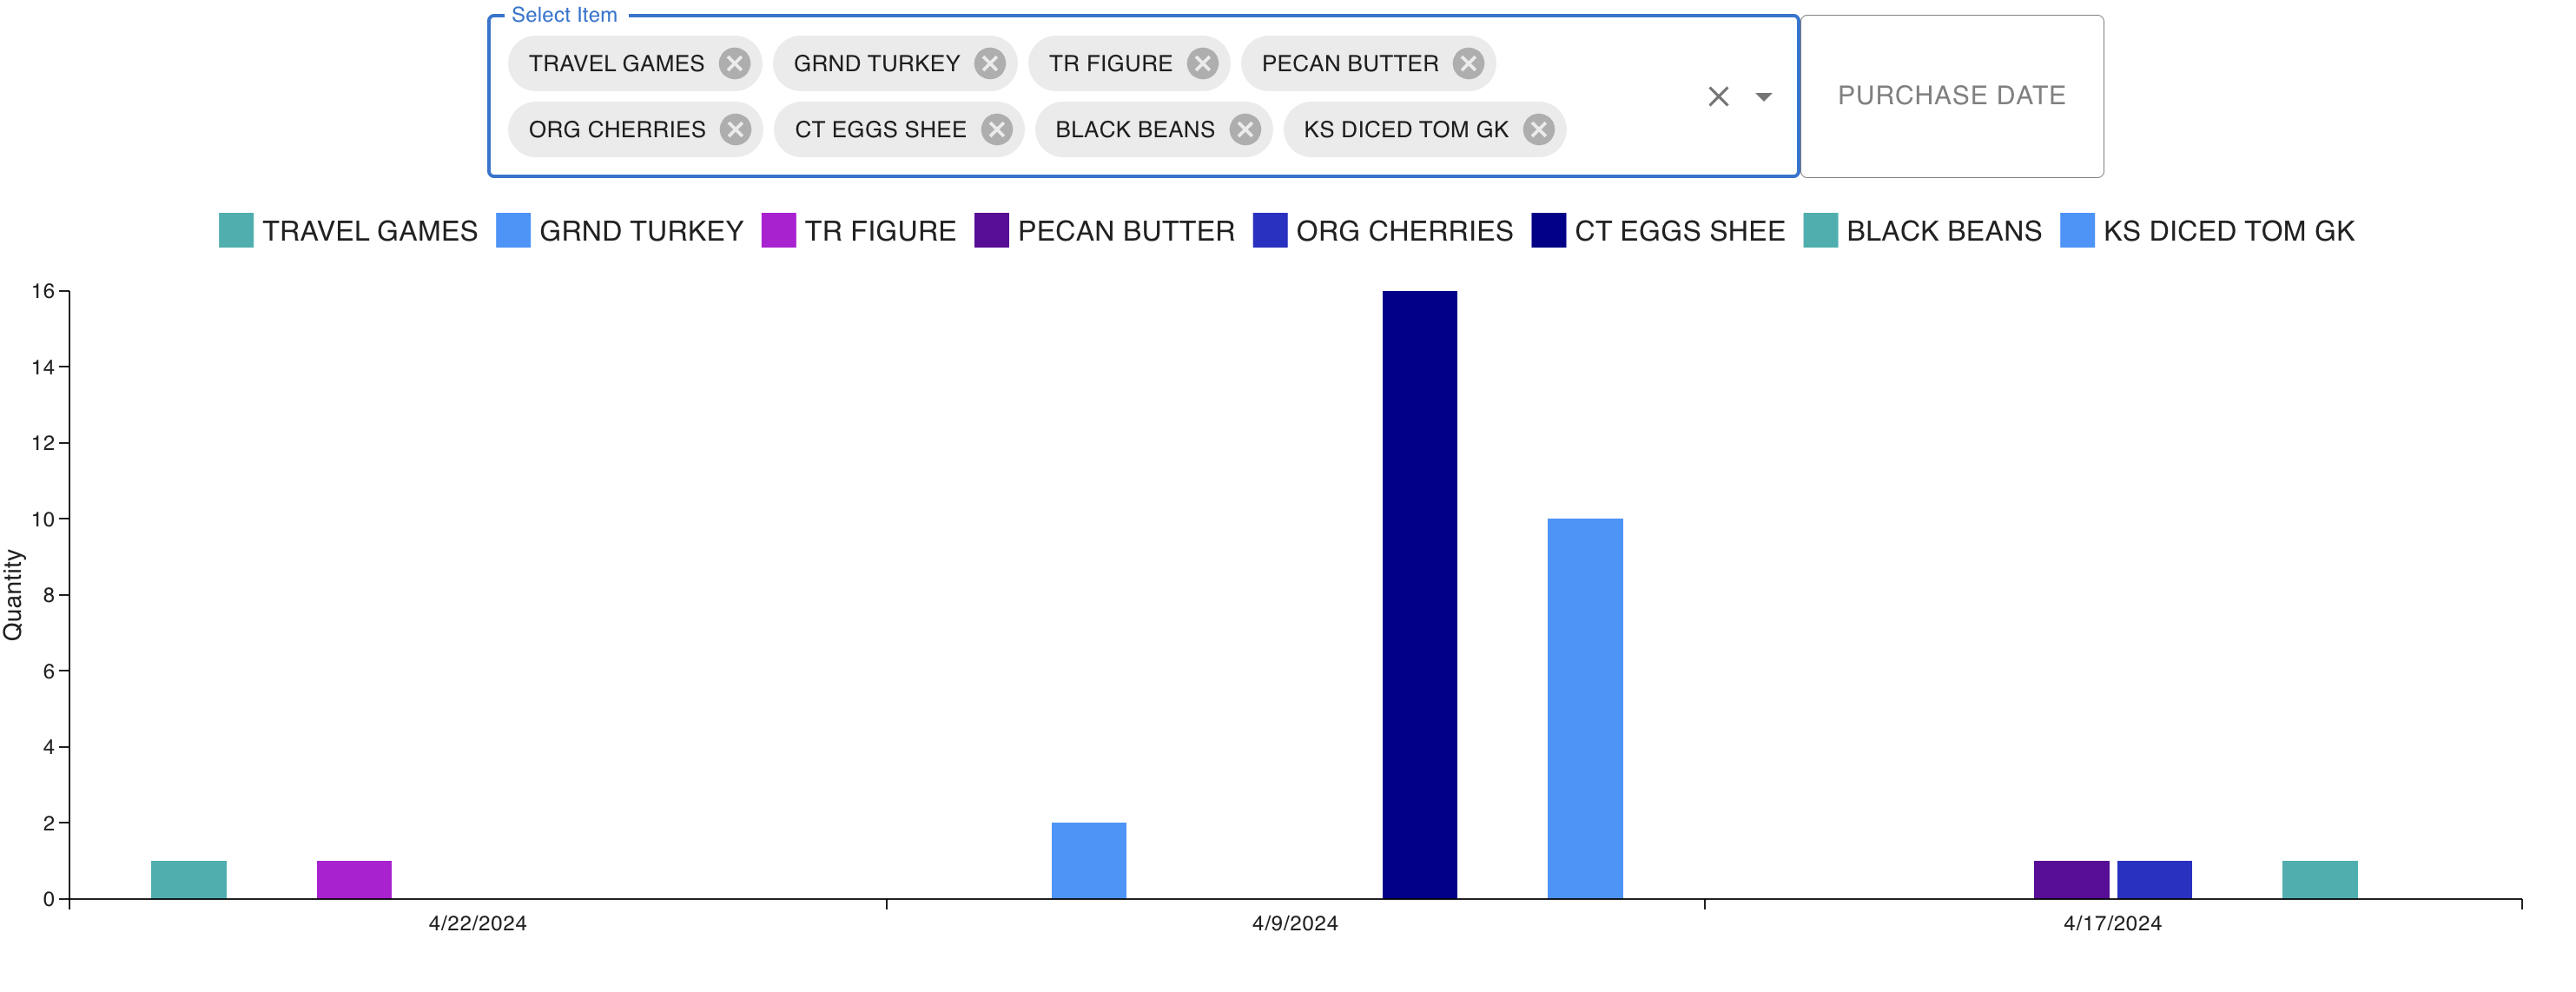 Select Item
TRAVEL GAMES GRND TURKEY TR FIGURE PECAN BUTTER
ORG CHERRIES CT EGGS SHEE BLACK BEANS KS DICED TOM GK
PURCHASE DATE
TRAVEL GAMES GRND TURKEY TR FIGURE PECAN BUTTER ORG CHERRIES CT EGGS SHEE BLACK BEANS KS DICED TOM GK
16
14
12
10
8
6
4
2
0
Quantity
4/22/2024 4/9/2024 4/17/2024